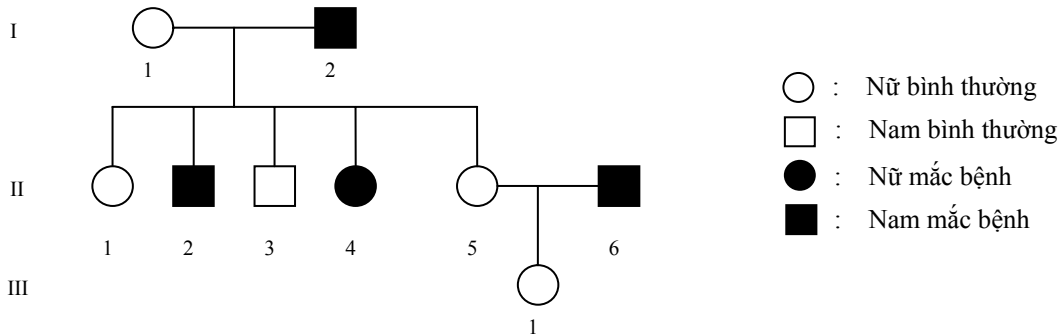 I
1 2
: Nữ bình thường
: Nam bình thường
: Nữ mắc bệnh
: Nam mắc bệnh
II
1 2 3 4 5 6
III
1